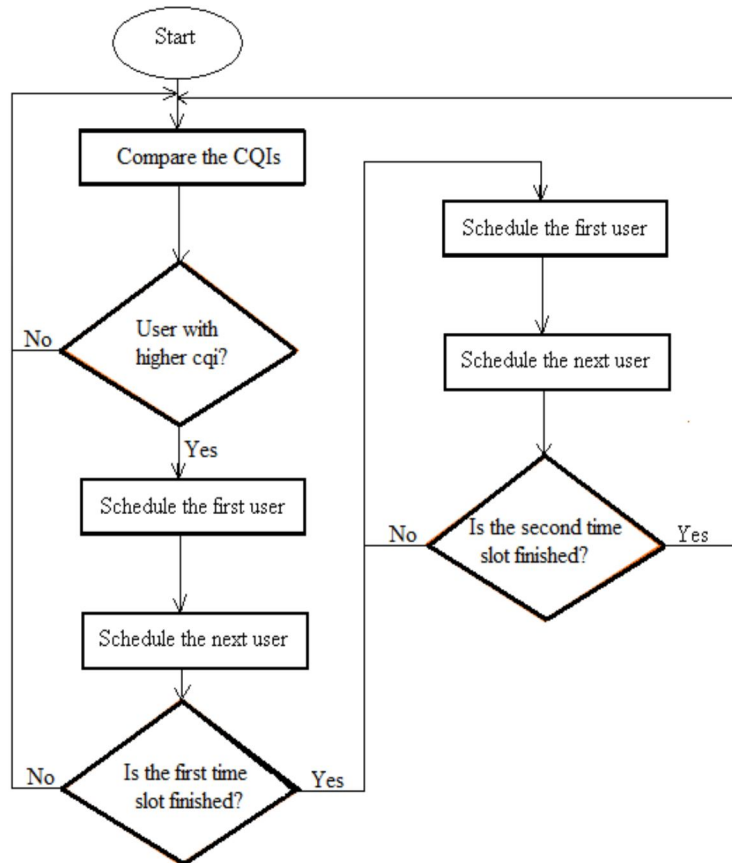 Start
Compare the CQIs
User with
higher cqi?
No
Yes
Schedule the first user
Schedule the next user
Is the first time
slot finished?
No
Yes
Schedule the first user
Schedule the next user
Is the second time
slot finished?
No
Yes